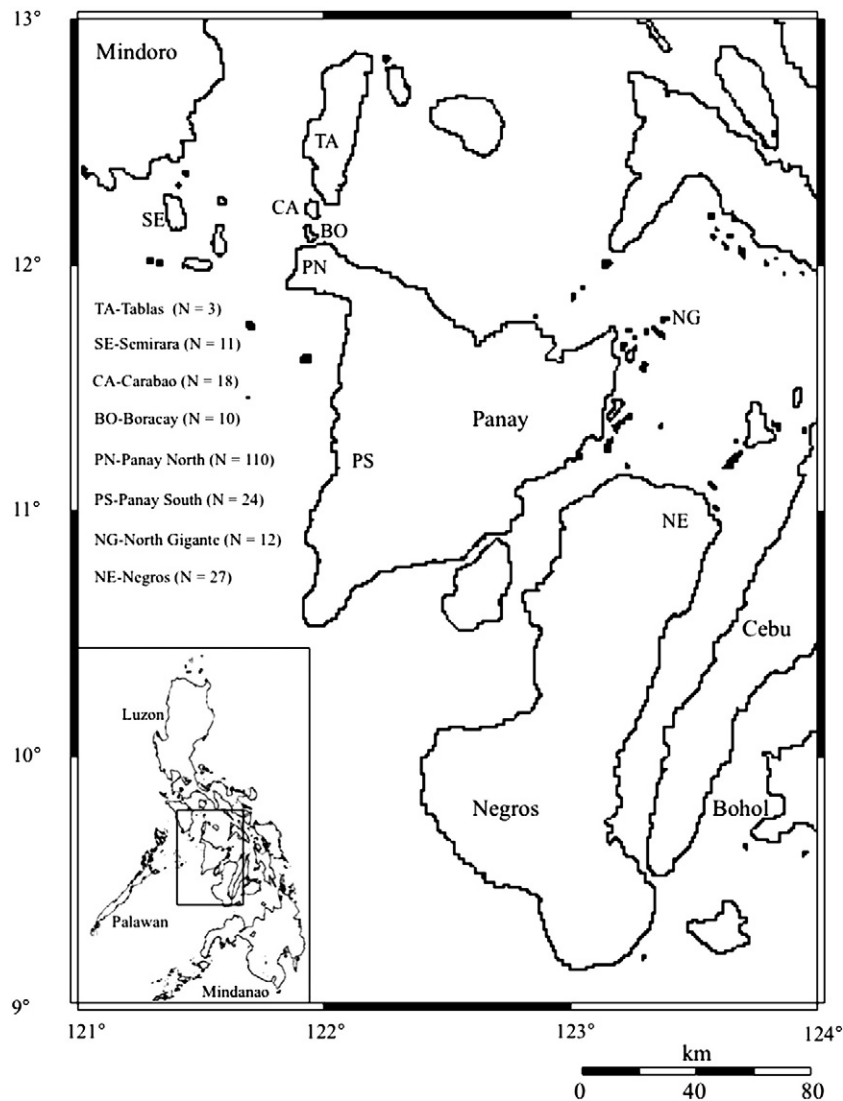 13°
Mindoro
TA
CA
SE
BO
12°
PN
TA-Tablas (N = 3)
NG
SE-Semirara (N = 11)
CA-Carabao (N = 18)
BO-Boracay (N = 10)
Panay
PN-Panay North (N = 110)
PS
PS-Panay South (N = 24)
11°
NE
NG-North Gigante (N = 12)
NE-Negros (N = 27)
Cebu
Luzon
10°
Negros
Bohol
Palawan
Mindanao
9°
121°
122°
123°
124°
km
0
40
80